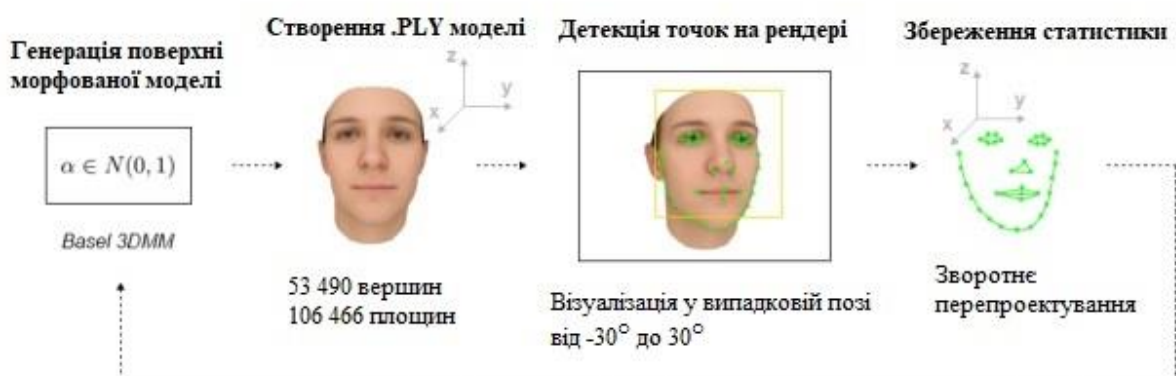 Генерація поверхні
морфованої моделі
α ∈ N(0, 1)
Basel 3DMM
Створення .PLY моделі
z
y
x
53 490 вершин
106 466 площин
Детекція точок на рендері
Візуалізація у випадковій позі
від -30° до 30°
Збереження статистики
z
y
x
Зворотнє
перепроектування